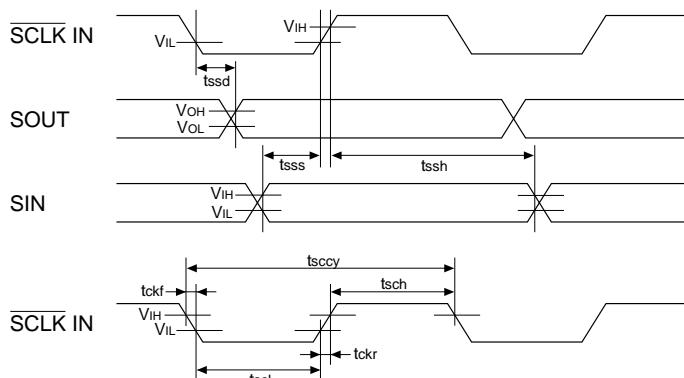 SCLK IN
VIL
VIH
tssd
SOUT
VOH
VOL
tsss
tssh
SIN
VIH
VIL
tsccy
tckf
tsch
SCLK IN
VIH
VIL
tckr